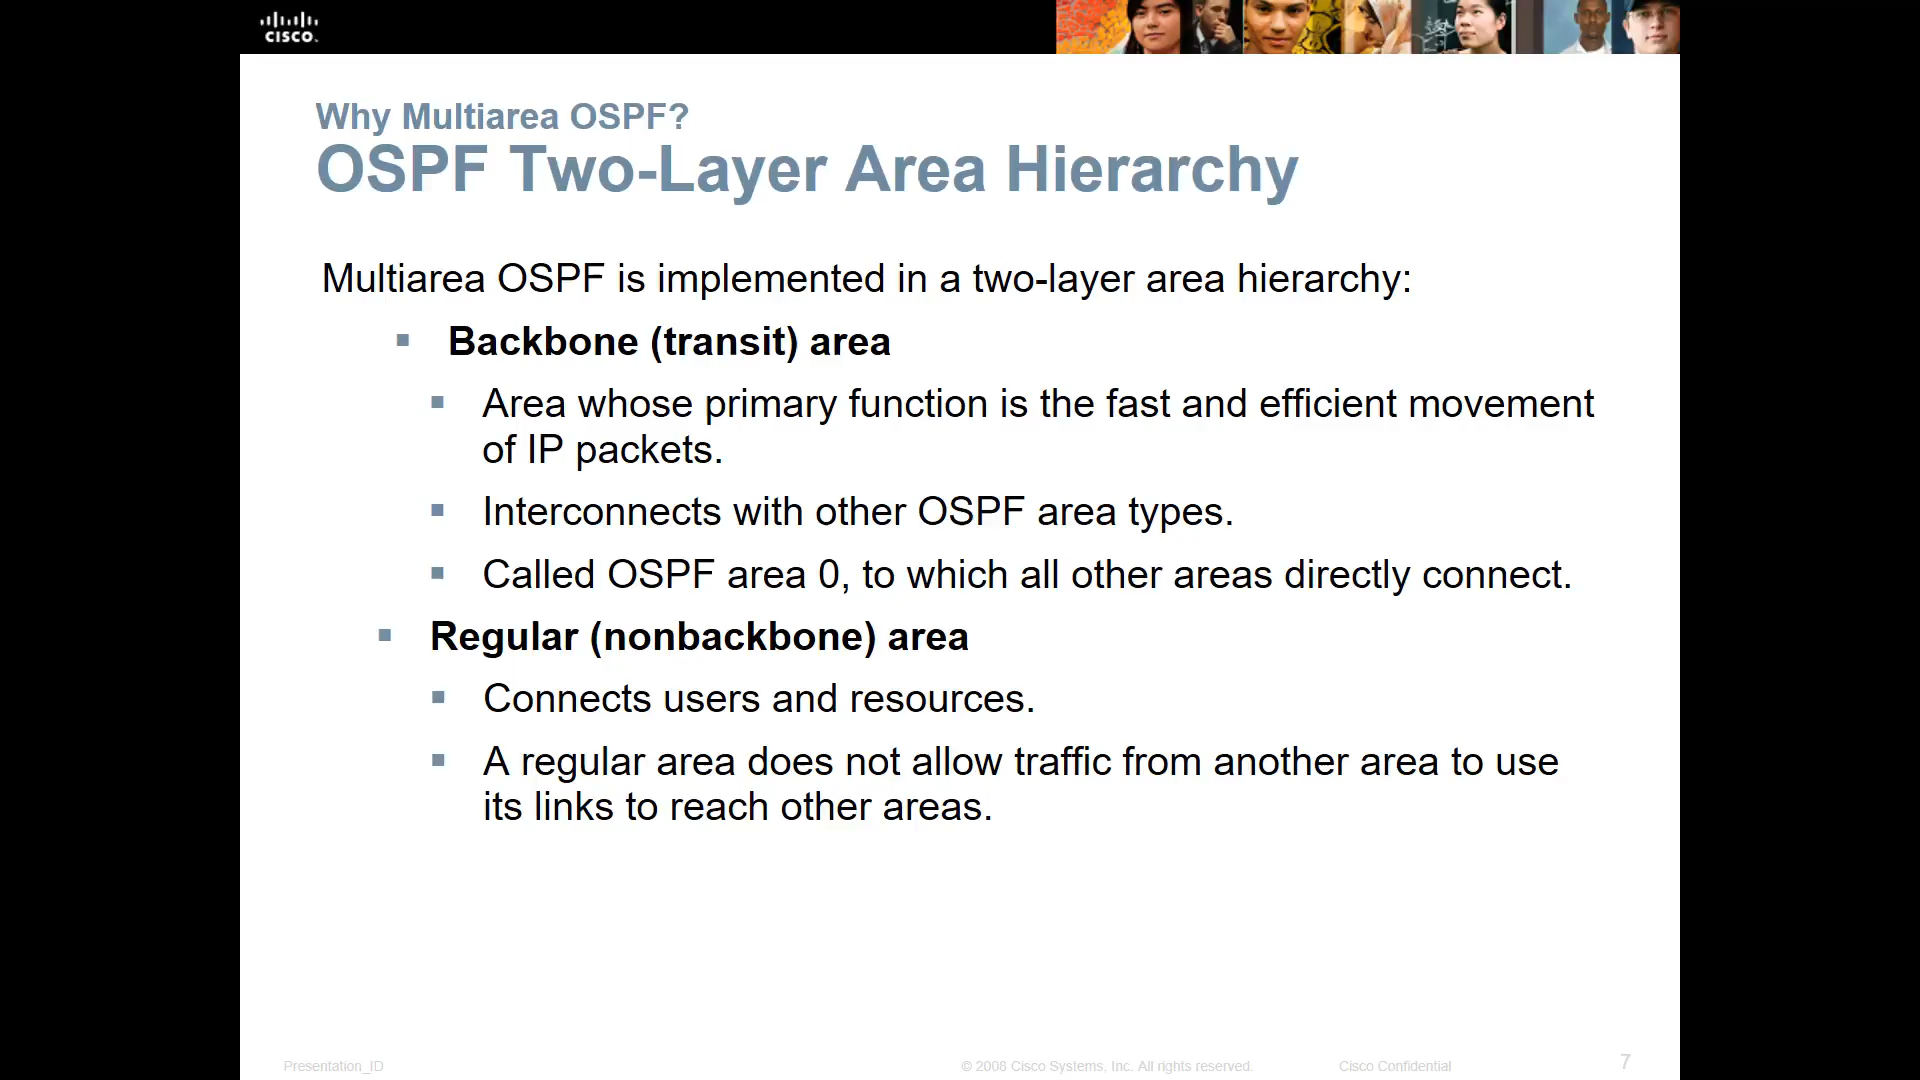 CISCO
Why Multiarea OSPF?
OSPF Two-Layer Area Hierarchy
Multiarea OSPF is implemented in a two-layer area hierarchy:
Backbone (transit) area
Area whose primary function is the fast and efficient movement
of IP packets.
Interconnects with other OSPF area types.
Called OSPF area 0, to which all other areas directly connect.
Regular (nonbackbone) area
Connects users and resources.
A regular area does not allow traffic from another area to use
its links to reach other areas.
Presentation_ID
© 2008 Cisco Systems, Inc. All rights reserved.
Cisco Confidential
7